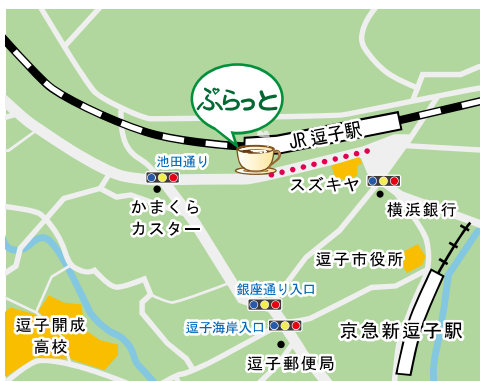 ぷらっと
JR逗子駅
池田通り
スズキヤ
かまくら
カスター
横浜銀行
逗子市役所
銀座通り入口
逗子海岸入口
逗子開成
高校
京急新逗子駅
逗子郵便局